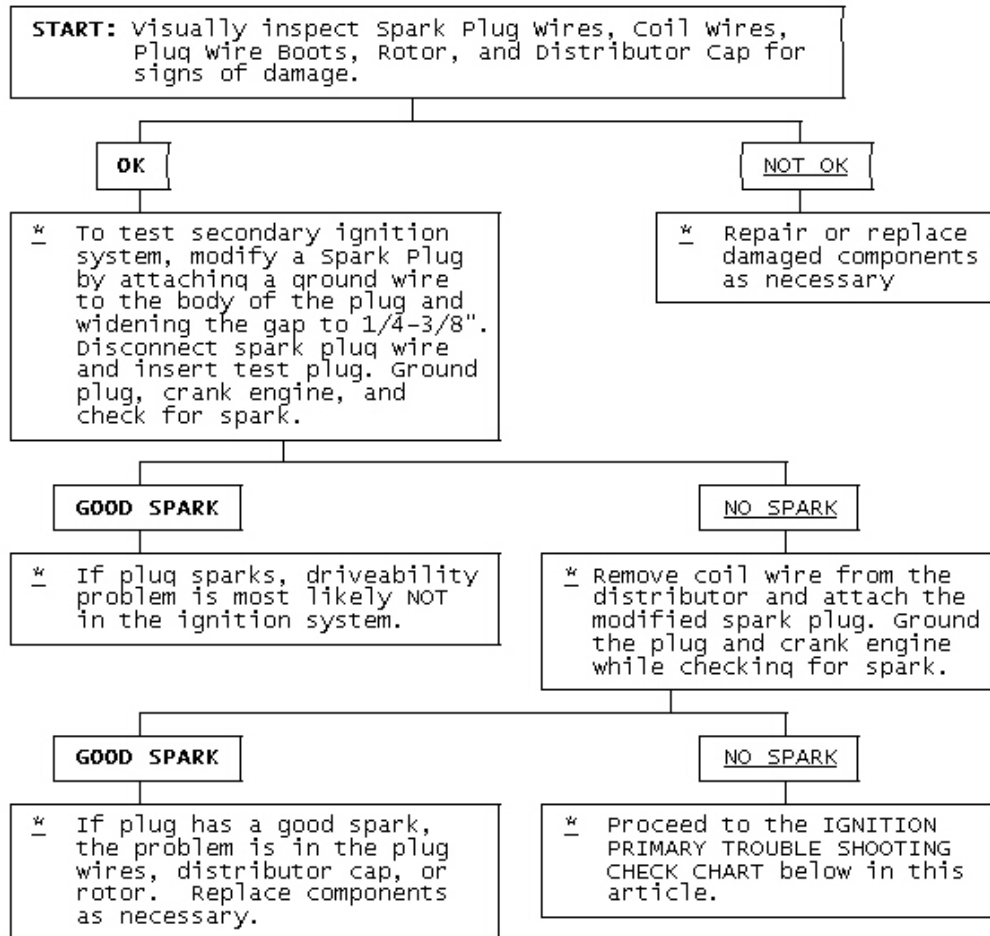 START: Visually inspect Spark Plug Wires, Coil Wires,
Plug Wire Boots, Rotor, and Distributor Cap for
signs of damage.
OK
NOT OK
* To test secondary ignition
system, modify a Spark Plug
by attaching a ground wire
to the body of the plug and
widening the gap to 1/4-3/8".
Disconnect spark plug wire
and insert test plug. Ground
plug, crank engine, and
check for spark.
* Repair or replace
damaged components
as necessary
GOOD SPARK
NO SPARK
* If plug sparks, driveability
problem is most likely NOT
in the ignition system.
* Remove coil wire from the
distributor and attach the
modified spark plug. Ground
the plug and crank engine
while checking for spark.
GOOD SPARK
NO SPARK
* If plug has a good spark,
the problem is in the plug
wires, distributor cap, or
rotor. Replace components
as necessary.
* Proceed to the IGNITION
PRIMARY TROUBLE SHOOTING
CHECK CHART below in this
article.